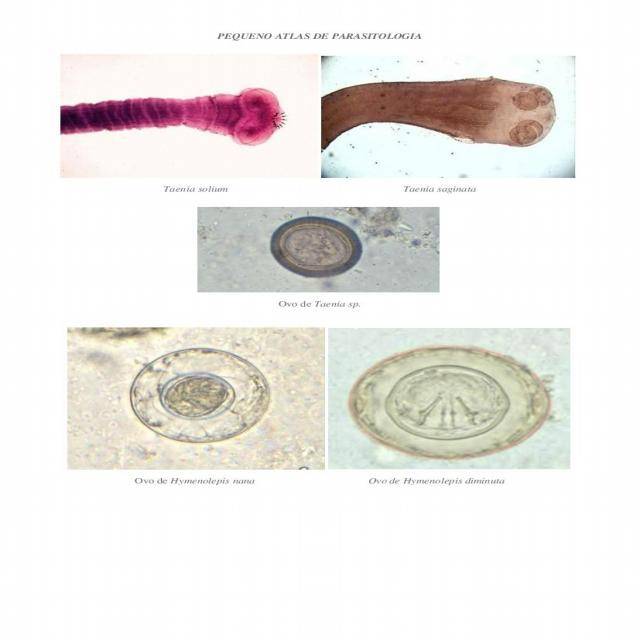 PEQUENO ATLAS DE PARASITOLOGIA
Taenia solium
Taenia saginata
Ovo de Taenia sp.
Ovo de Hymenolepis nana
Ovo de Hymenolepis diminuta